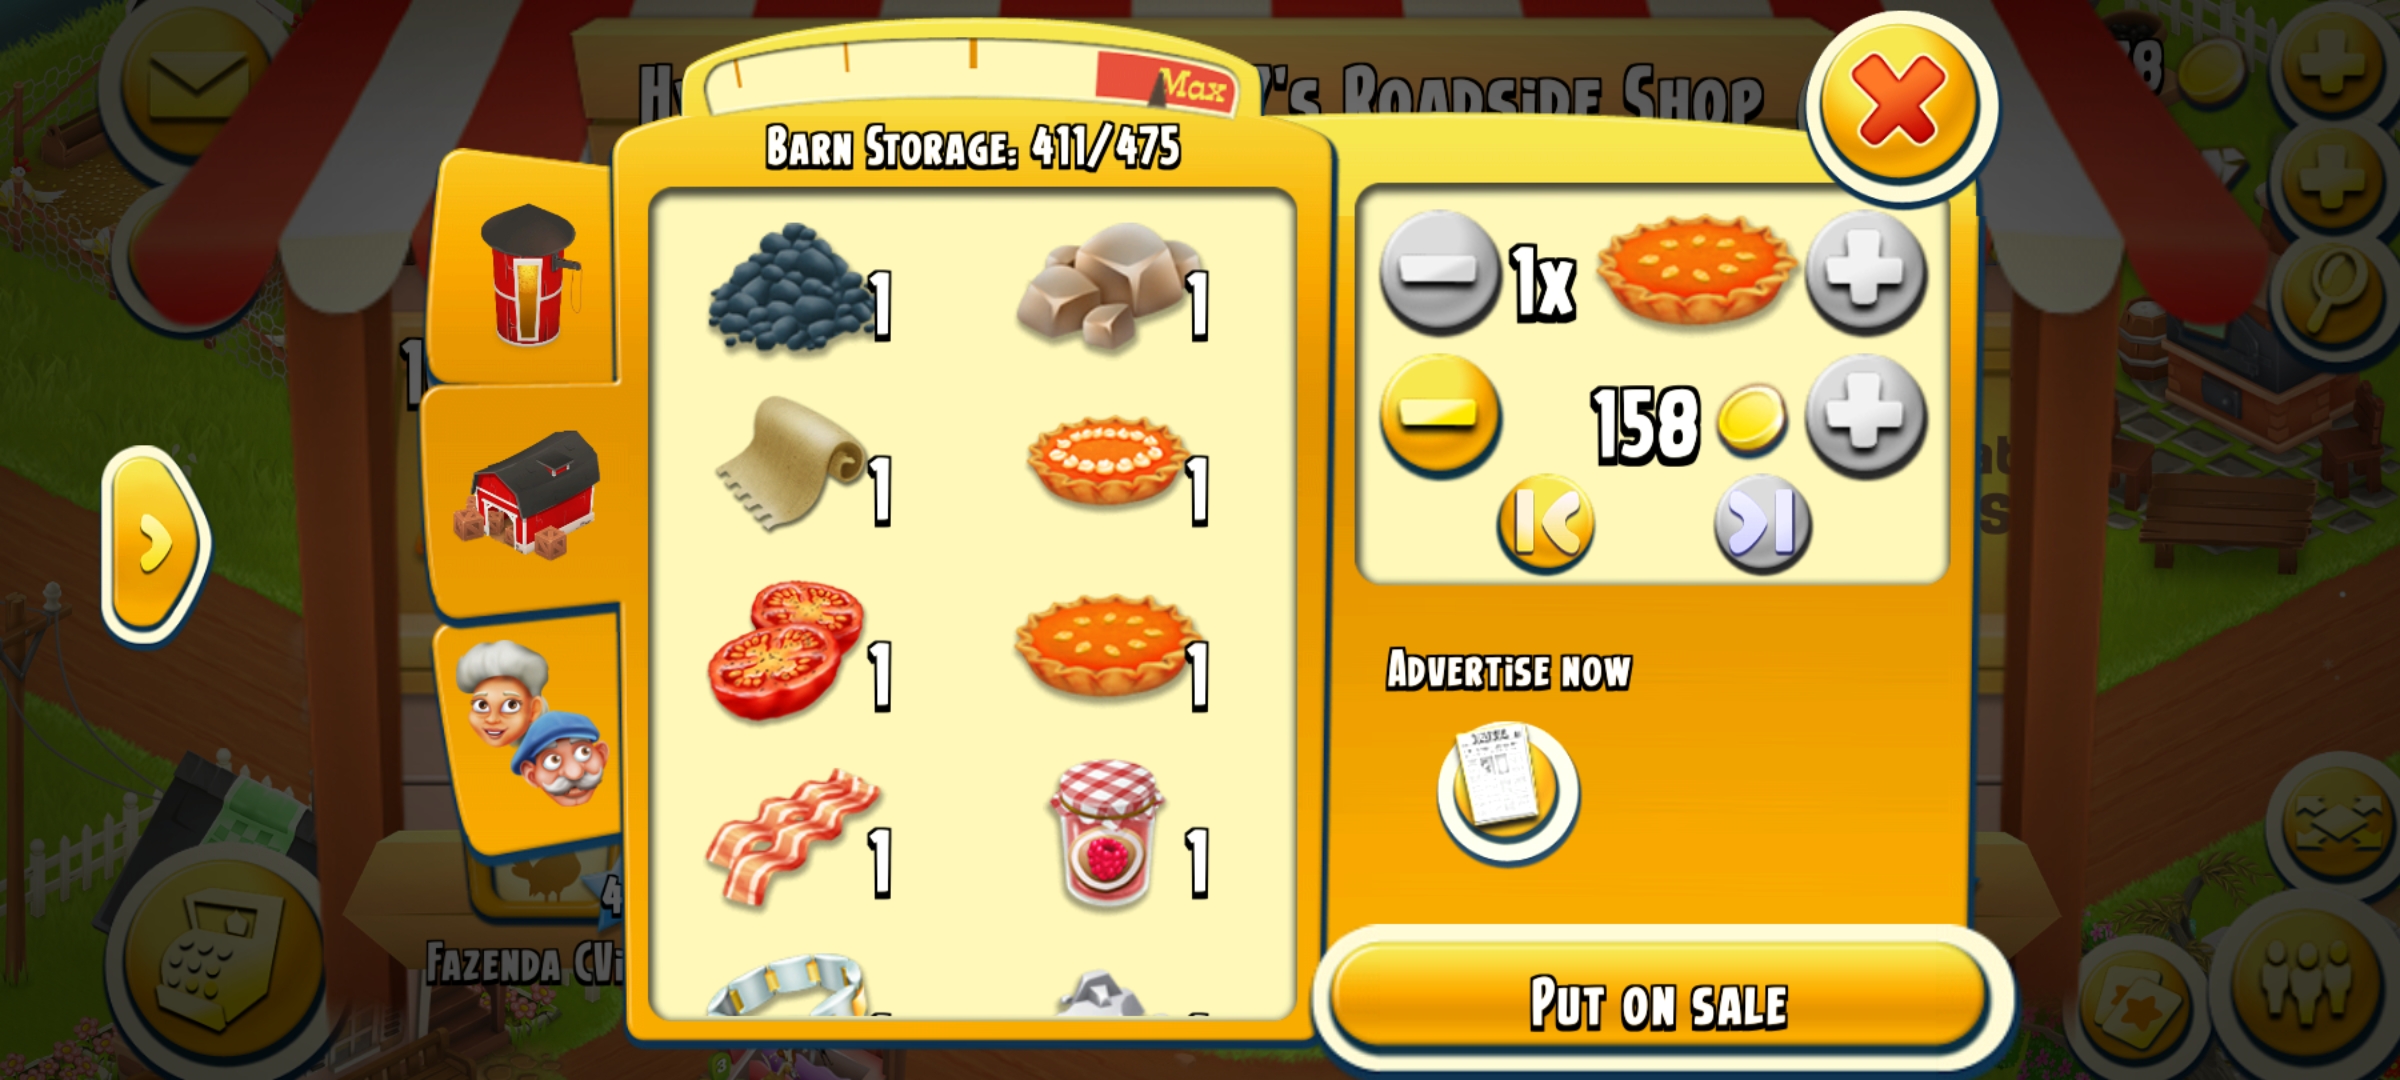 's Roadside Shop
Max
Barn Storage: 411/475
1
1
1
1
1
1
1
1
1x
158
Advertise now
Put on sale
Fazenda CVi